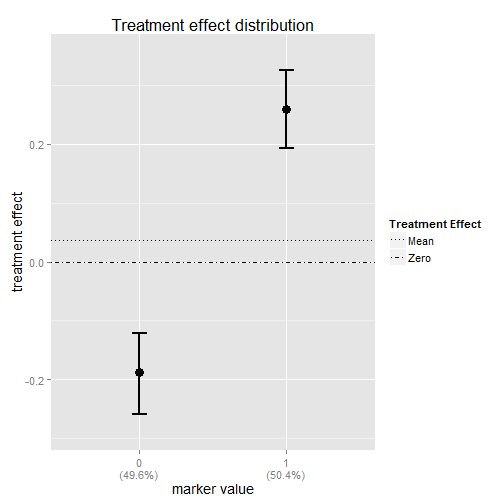 Treatment effect distribution
treatment effect
0.2
0.0
-0.2
0
(49.6%)
1
(50.4%)
marker value
Treatment Effect
Mean
Zero